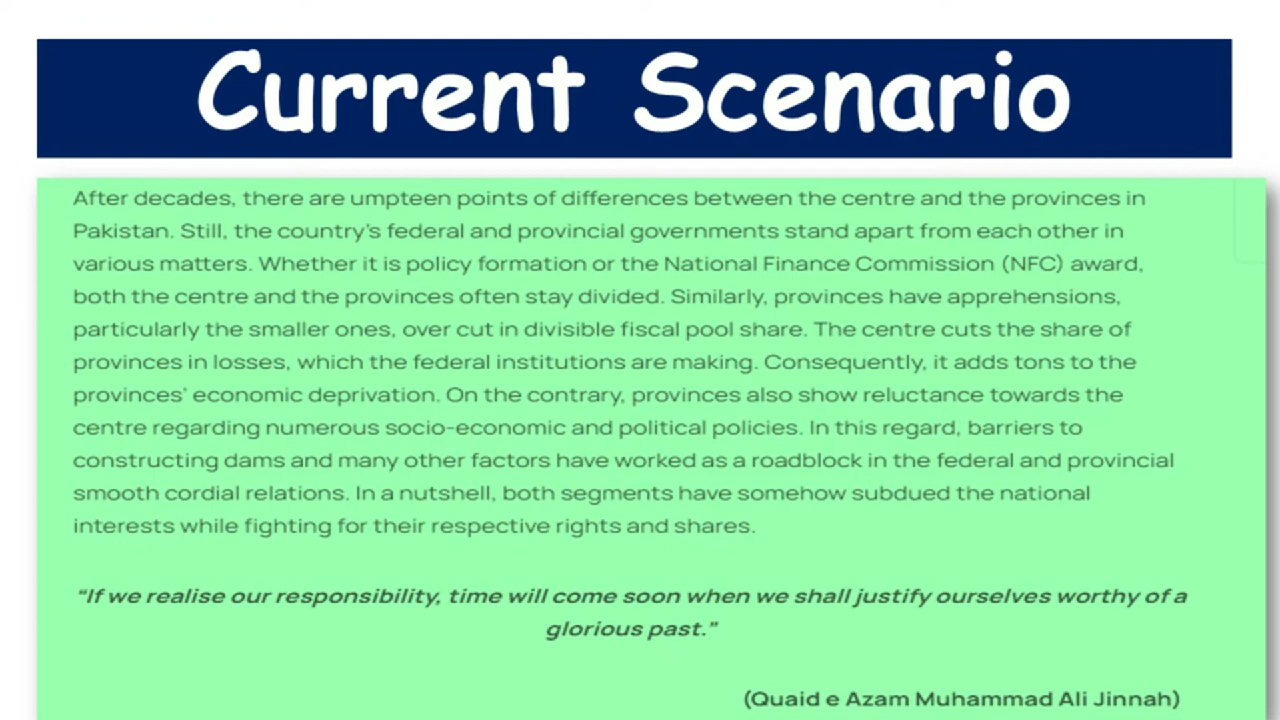 Current Scenario
After decades, there are umpteen points of differences between the centre and the provinces in
Pakistan. Still, the country's federal and provincial governments stand apart from each other in
various matters. Whether it is policy formation or the National Finance Commission (NFC) award,
both the centre and the provinces often stay divided. Similarly, provinces have apprehensions,
particularly the smaller ones, over cut in divisible fiscal pool share. The centre cuts the share of
provinces in losses, which the federal institutions are making. Consequently, it adds tons to the
provinces' economic deprivation. On the contrary, provinces also show reluctance towards the
centre regarding numerous socio-economic and political policies. In this regard, barriers to
constructing dams and many other factors have worked as a roadblock in the federal and provincial
smooth cordial relations. In a nutshell, both segments have somehow subdued the national
interests while fighting for their respective rights and shares.
“If we realise our responsibility, time will come soon when we shall justify ourselves worthy of a
glorious past.”
(Quaid e Azam Muhammad Ali Jinnah)